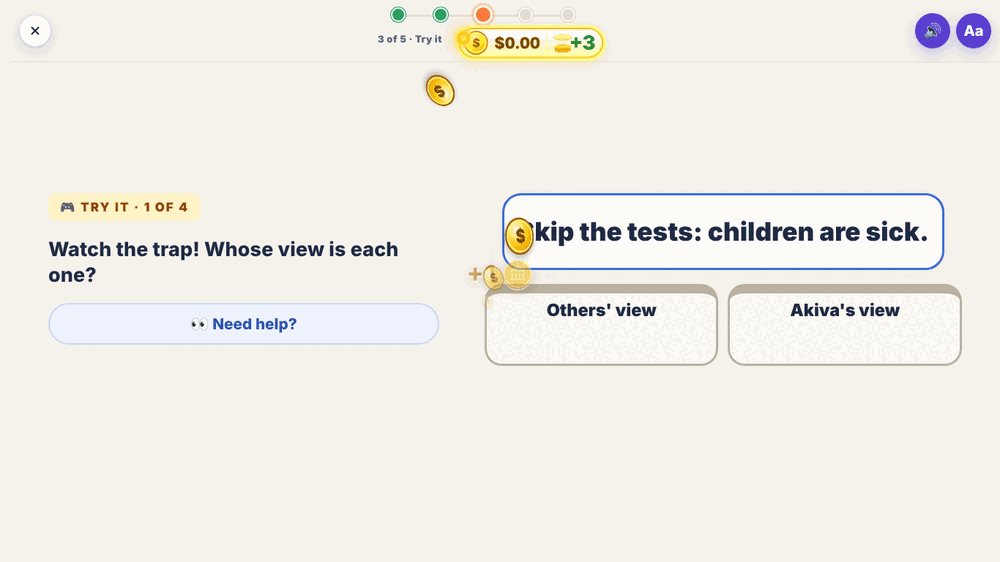 ✕
3 of 5 · Try it
$0.00
+3
Aa
🎮 TRY IT · 1 OF 4
Watch the trap! Whose view is each
one?
👀 Need help?
kip the tests: children are sick.
Others' view
Akiva's view